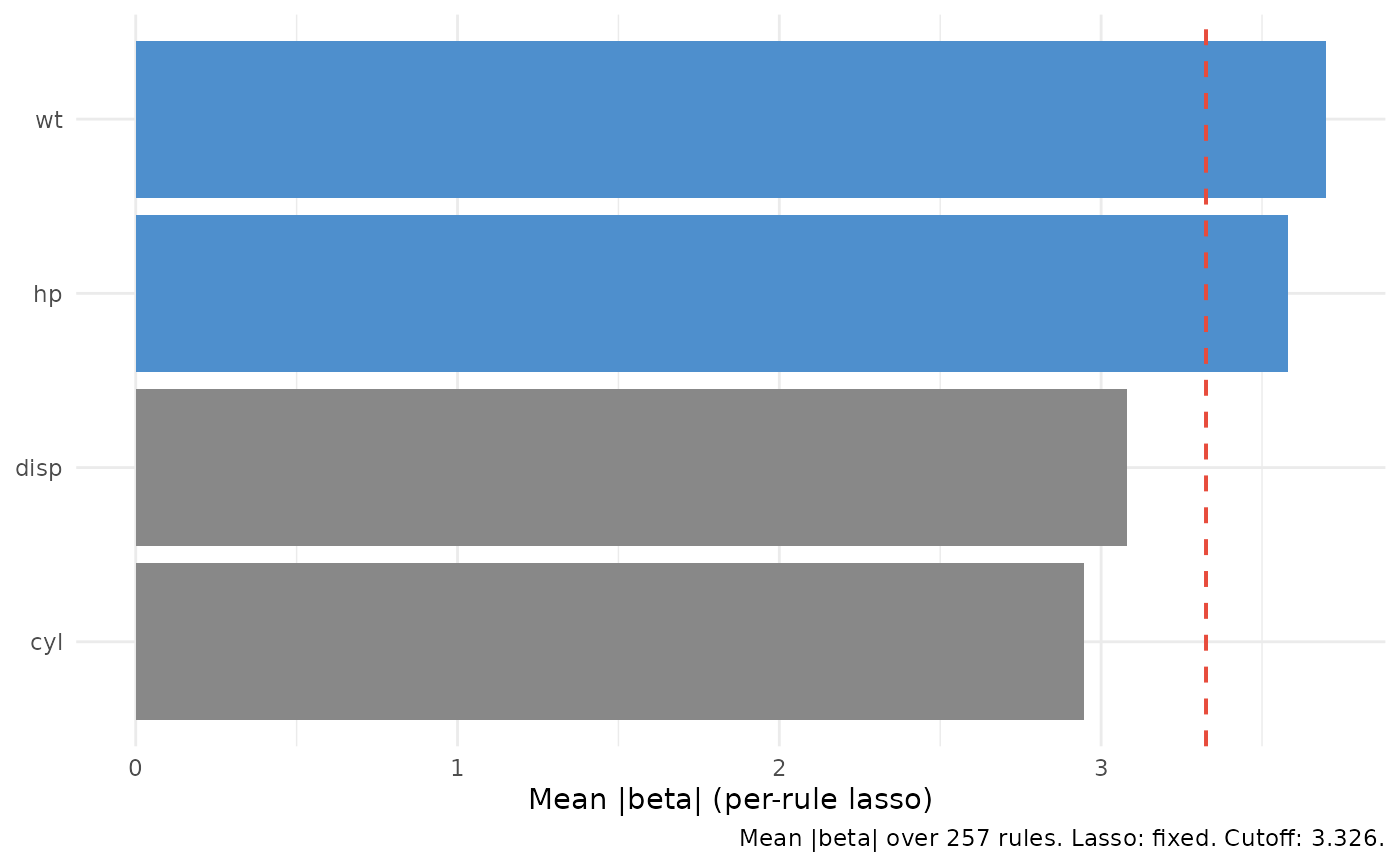 wt
hp
disp
cyl
0 1 2 3
Mean |beta| (per-rule lasso)
Mean |beta| over 257 rules. Lasso: fixed. Cutoff: 3.326.